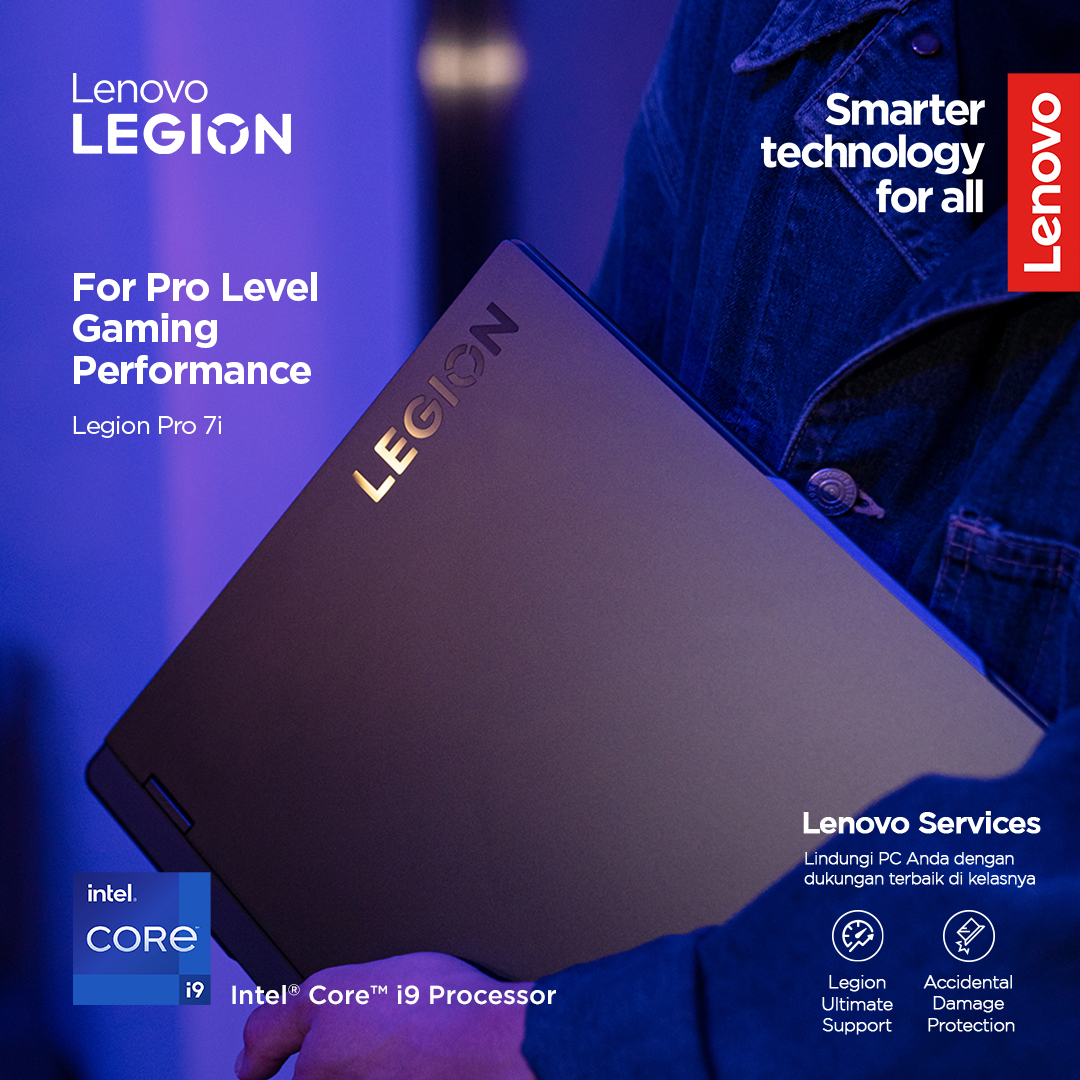 Lenovo
LEGION
Smarter
technology
for all
Lenovo
For Pro Level
Gaming
Performance
Legion Pro 7i
LEGION
Lenovo Services
Lindungi PC Anda dengan
dukungan terbaik di kelasnya
Legion
Ultimate
Support
Accidental
Damage
Protection
intel.
CORE™
i9
Intel® Core™ i9 Processor